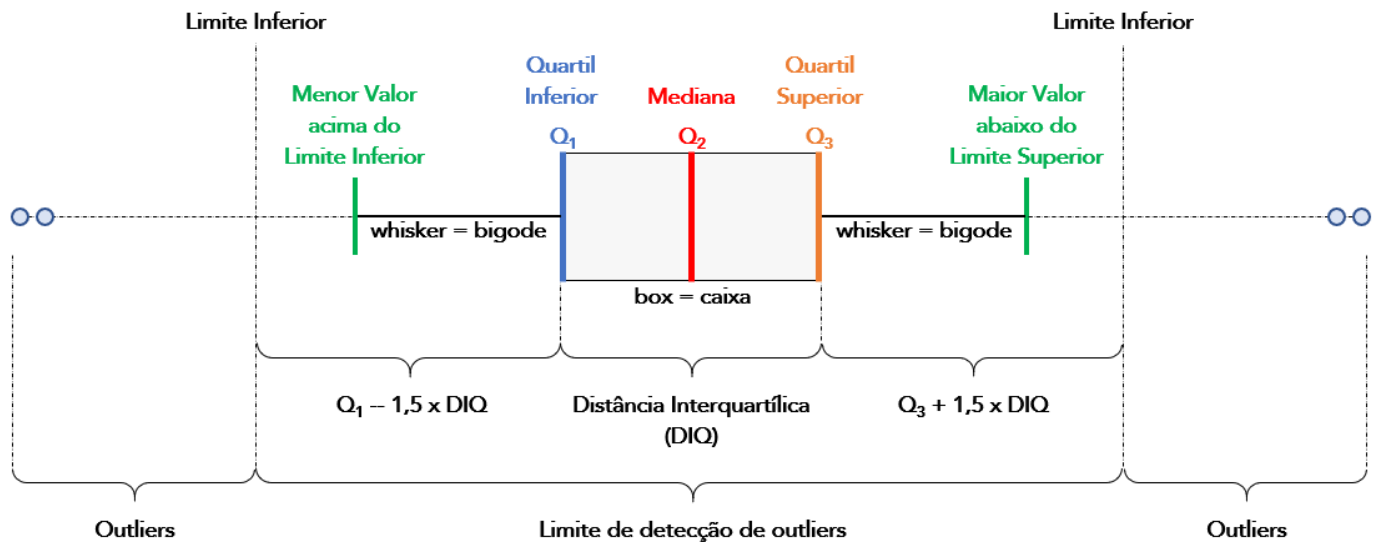 Limite Inferior
Limite Inferior
Quartil
Inferior
Quartil
Superior
Menor Valor
acima do
Limite Inferior
Mediana
Maior Valor
abaixo do
Limite Superior
Q₁
Q₂
Q₃
whisker = bigode
whisker = bigode
box = caixa
Q₁ – 1,5 x DIQ
Distância Interquartílica
(DIQ)
Q₃ + 1,5 x DIQ
Outliers
Limite de detecção de outliers
Outliers